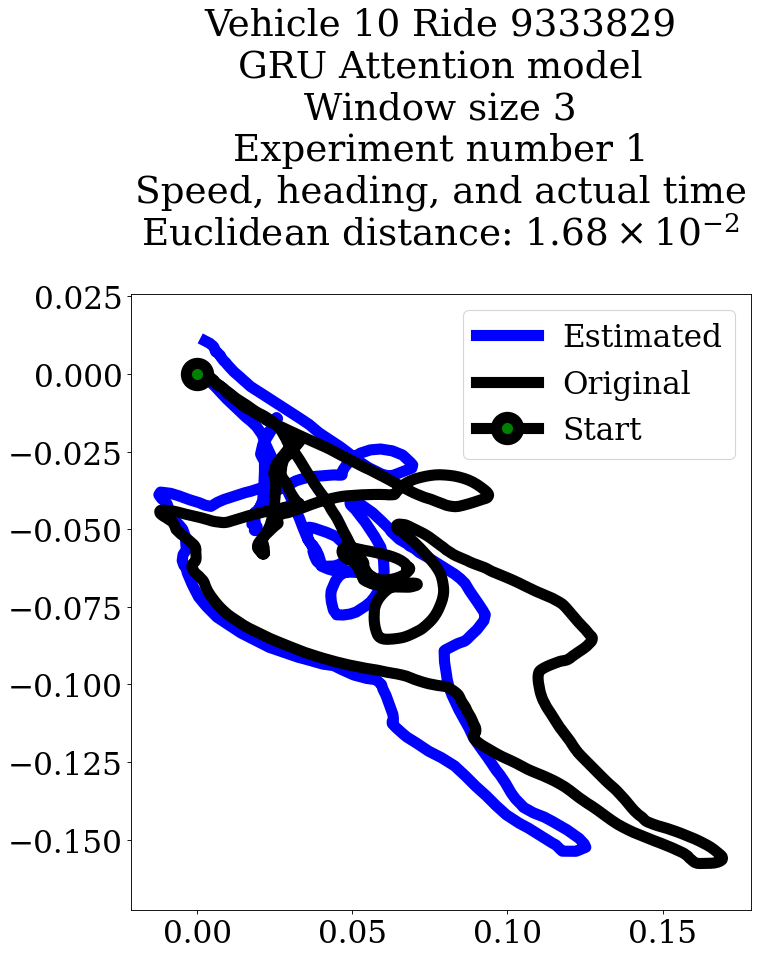 Vehicle 10 Ride 9333829
GRU Attention model
Window size 3
Experiment number 1
Speed, heading, and actual time
Euclidean distance: 1.68 × 10⁻²
0.025
0.000
−0.025
−0.050
−0.075
−0.100
−0.125
−0.150
Estimated
Original
Start
0.00 0.05 0.10 0.15